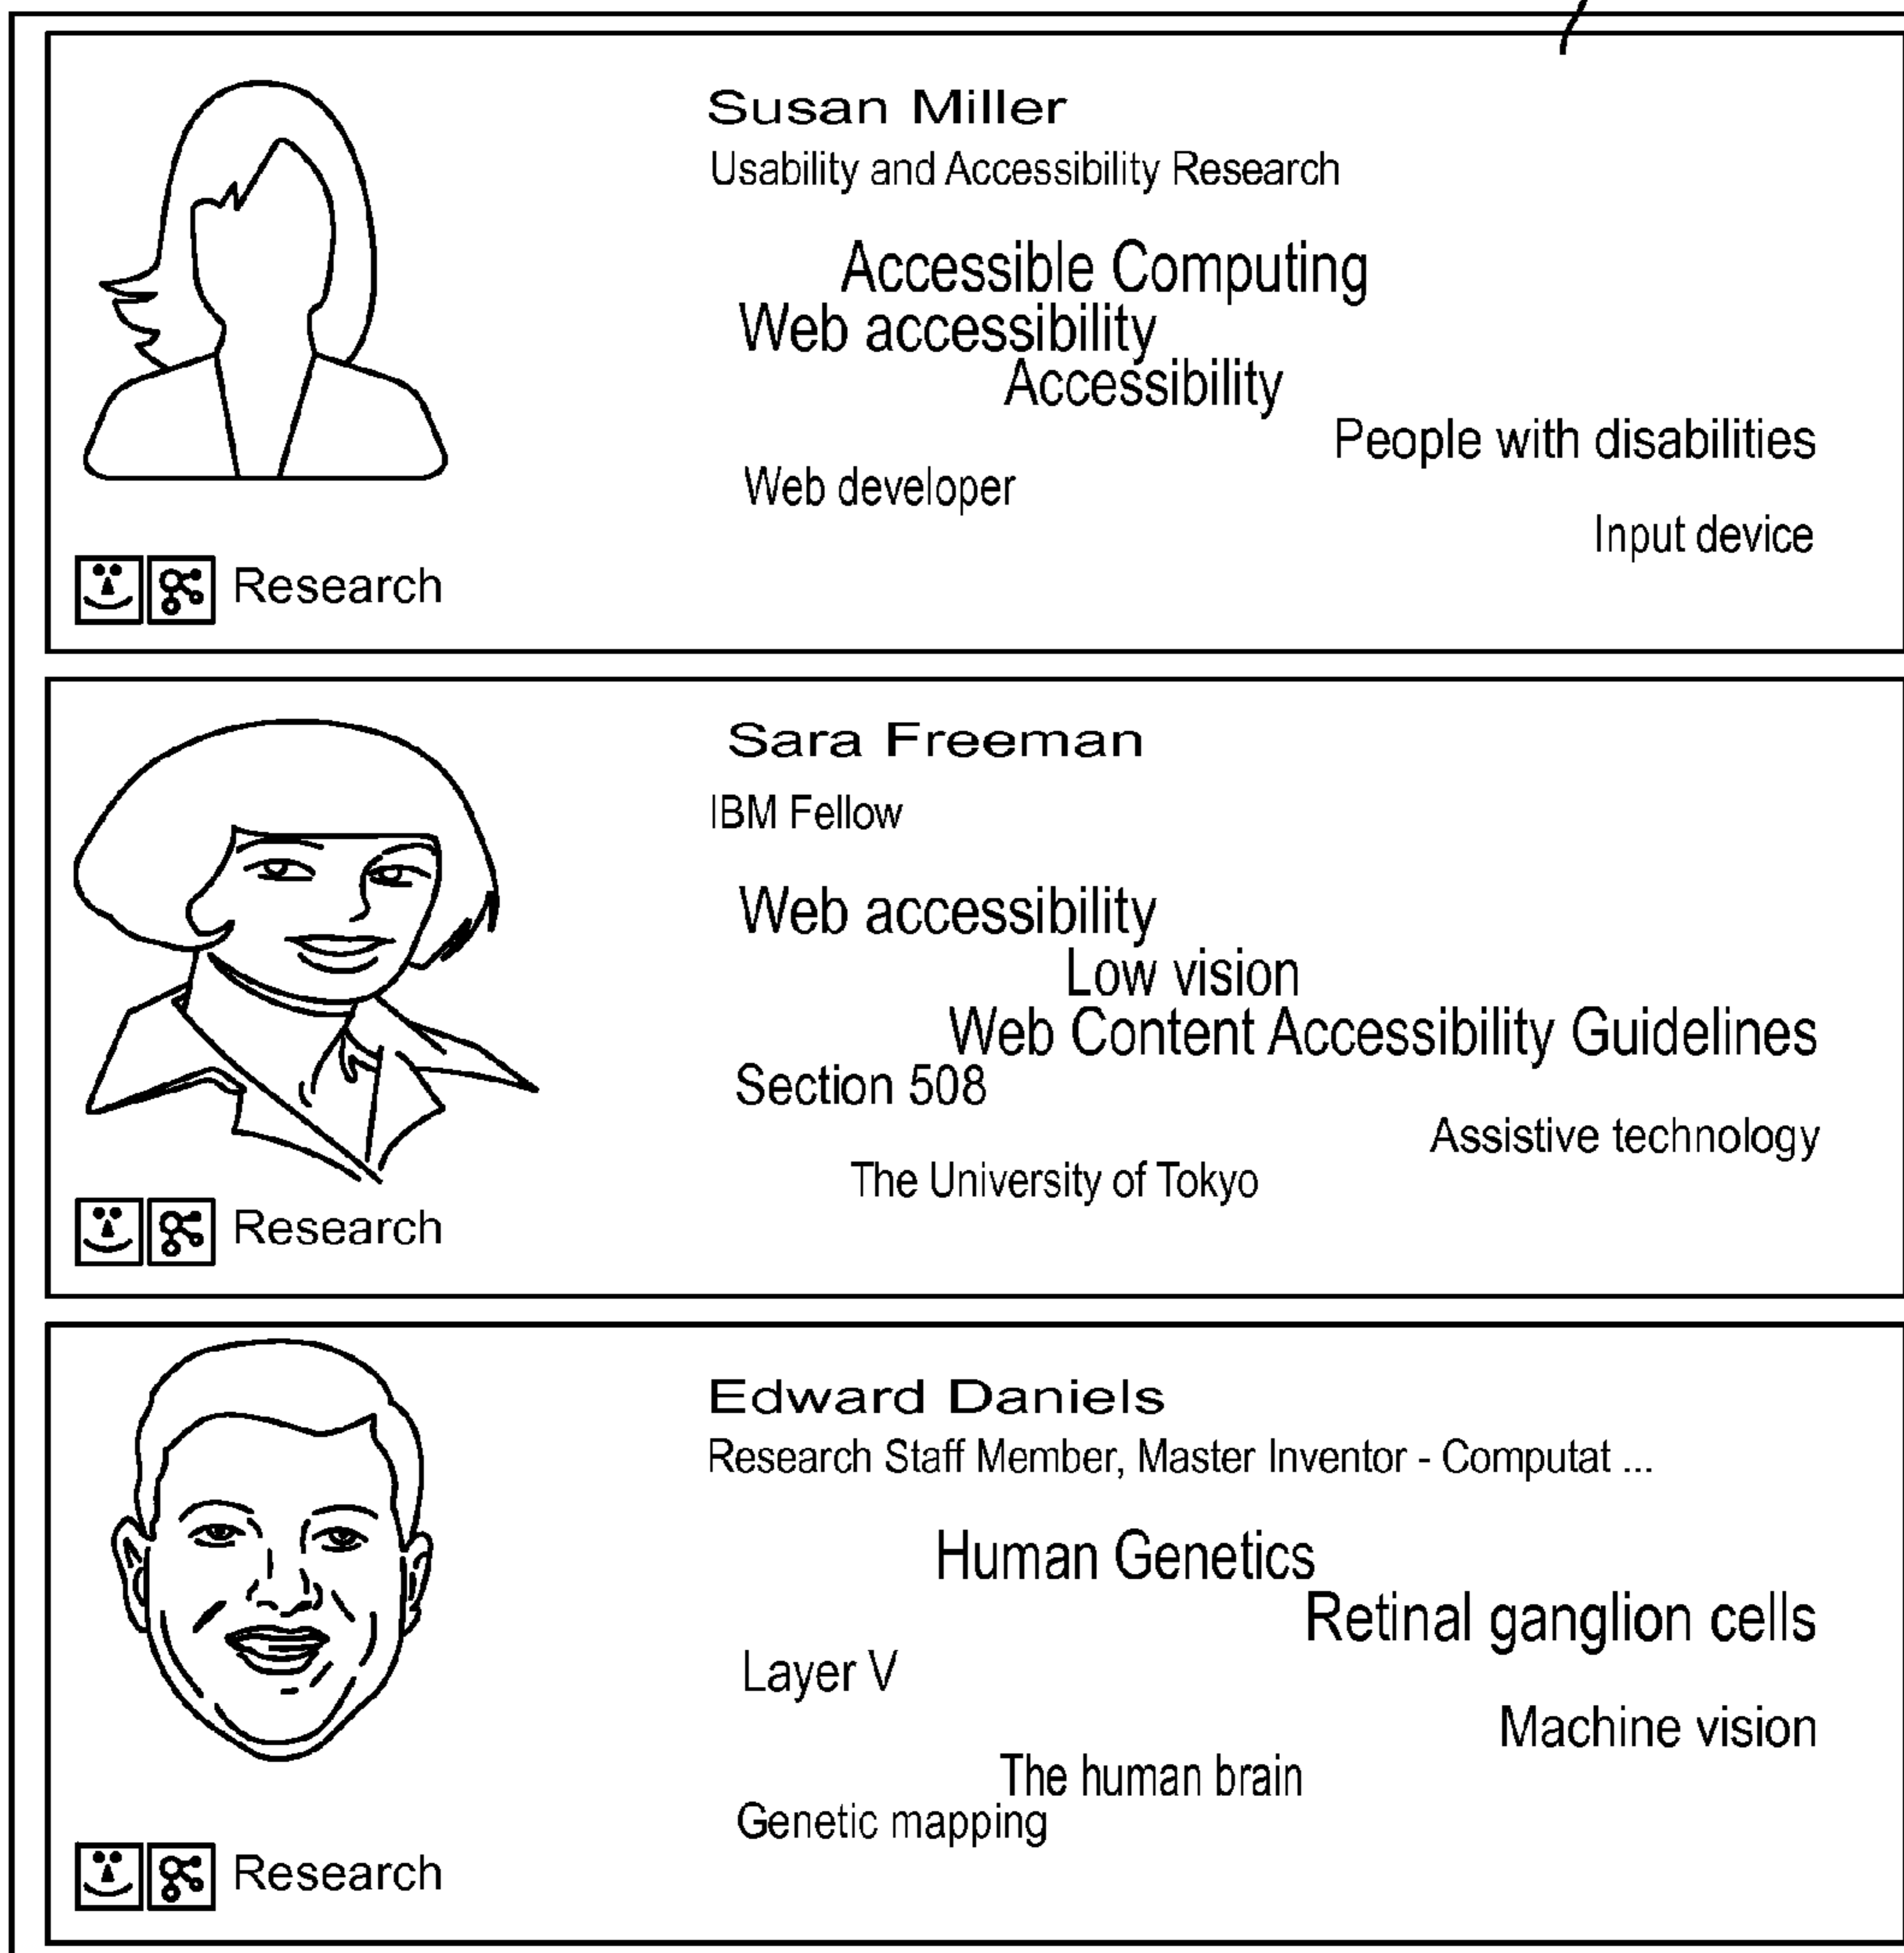 Susan Miller
Usability and Accessibility Research
Accessible Computing
Web accessibility
Accessibility
People with disabilities
Web developer
Input device
Research
Sara Freeman
IBM Fellow
Web accessibility
Low vision
Web Content Accessibility Guidelines
Section 508
Assistive technology
The University of Tokyo
Research
Edward Daniels
Research Staff Member, Master Inventor - Computat ...
Human Genetics
Retinal ganglion cells
Layer V
Machine vision
The human brain
Genetic mapping
Research